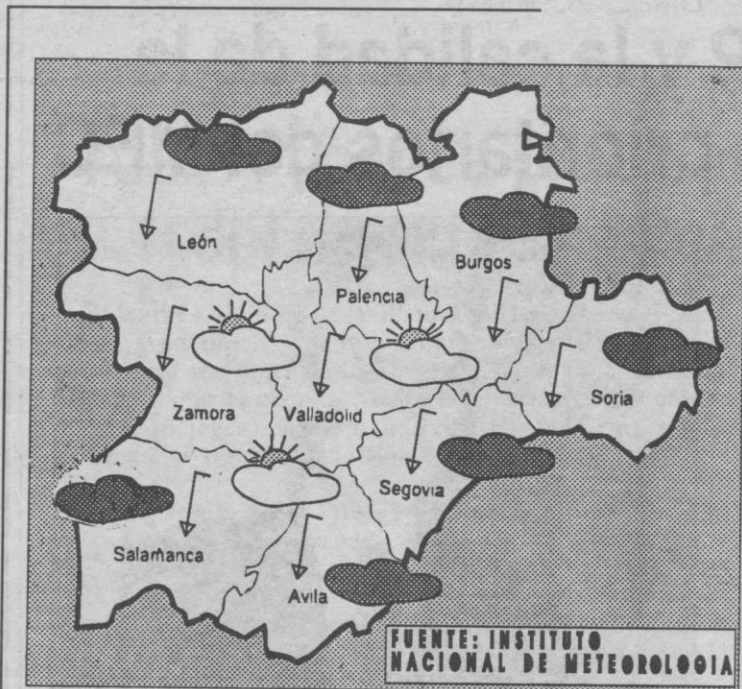 León
Palencia
Burgos
Zamora
Valladolid
Soria
Segovia
Salamanca
Avila
FUENTE: INSTITUTO
NACIONAL DE METEOROLOGIA